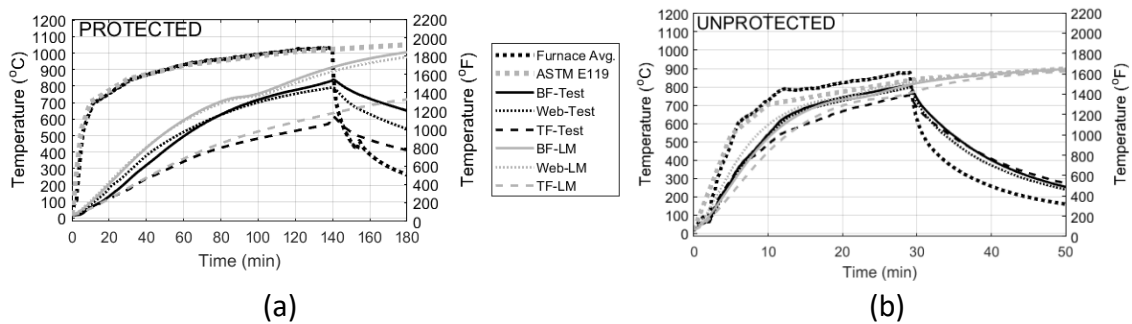 PROTECTED
1200
1100
1000
900
800
700
600
500
400
300
200
100
0
Temperature (°C)
0 20 40 60 80 100 120 140 160 180
Time (min)
2200
2000
1800
1600
1400
1200
1000
800
600
400
200
0
Temperature (°F)
(a)
Furnace Avg.
ASTM E119
BF-Test
Web-Test
TF-Test
BF-LM
Web-LM
TF-LM
UNPROTECTED
1200
1100
1000
900
800
700
600
500
400
300
200
100
0
Temperature (°C)
0 10 20 30 40 50
Time (min)
2200
2000
1800
1600
1400
1200
1000
800
600
400
200
0
Temperature (°F)
(b)